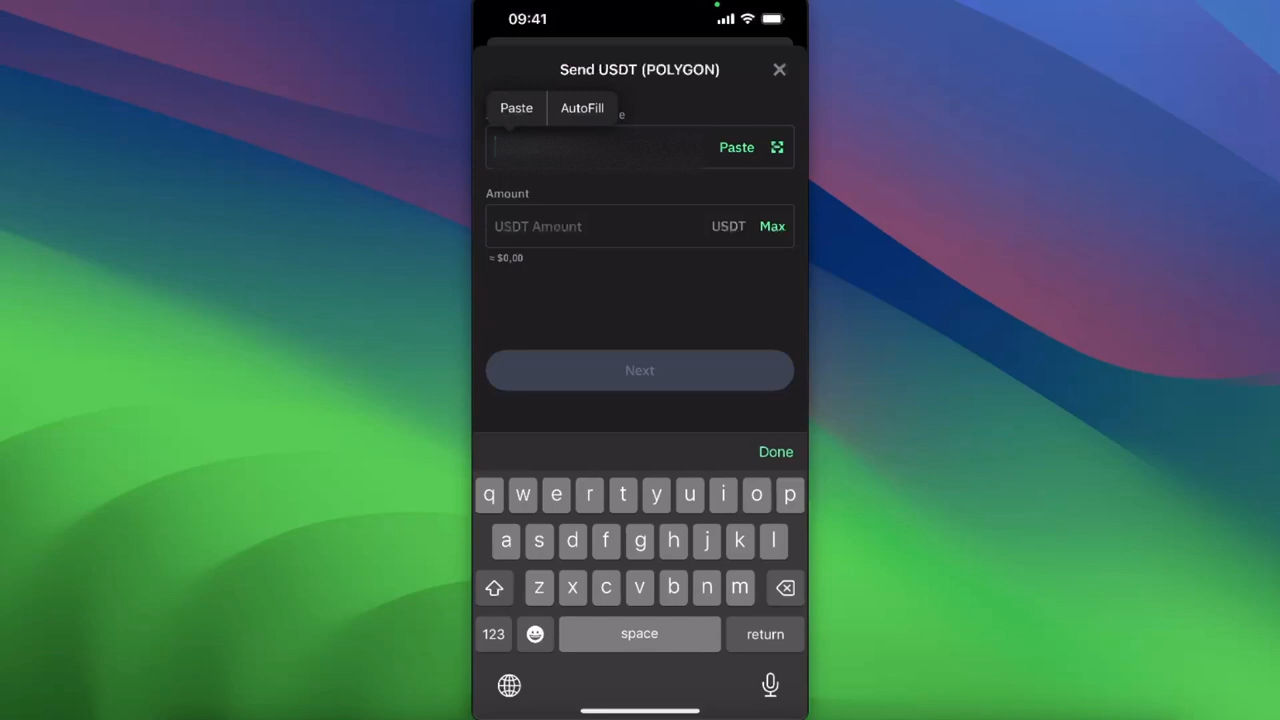 09:41
Send USDT (POLYGON)
Paste AutoFill
Paste
Amount
USDT Amount USDT Max
≈ $0,00
Next
Done
q w e r t y u i o p
a s d f g h j k l
z x c v b n m
123 space return